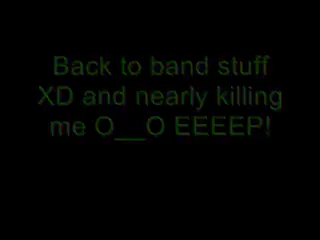 Back to band stuff
XD and nearly killing
me O__O EEEEP!